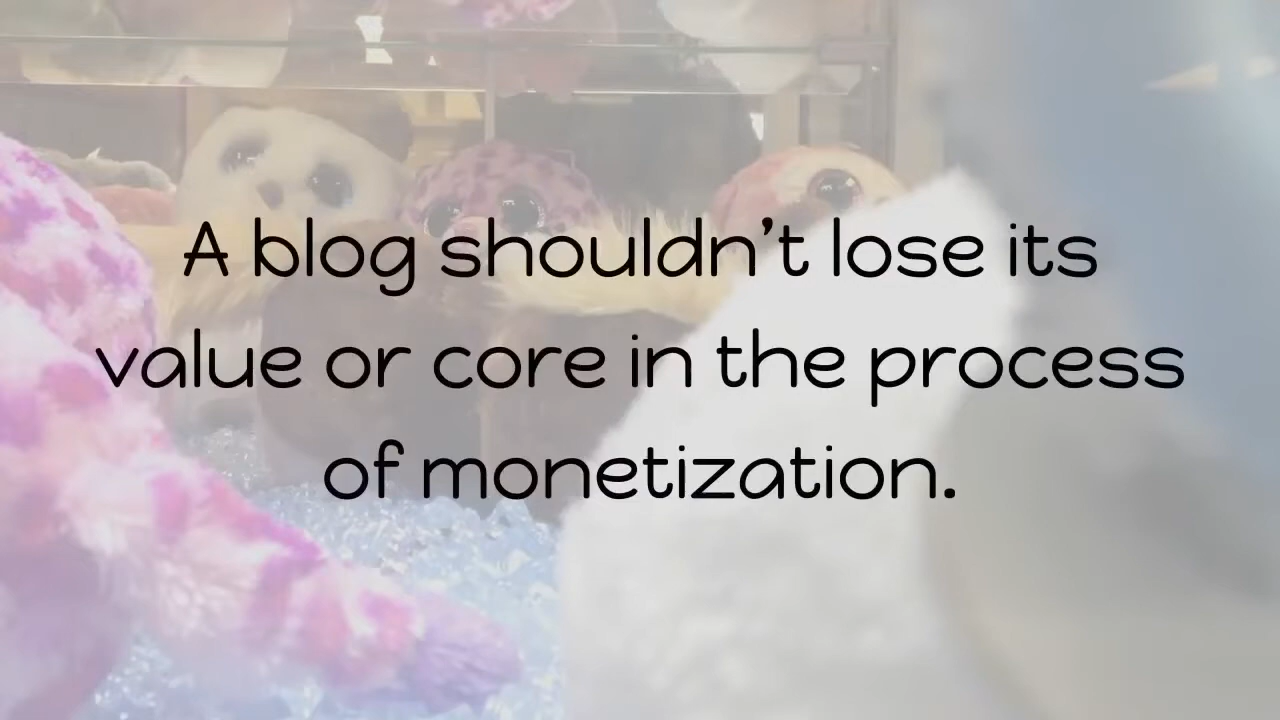 A blog shouldn't lose its
value or core in the process
of monetization.